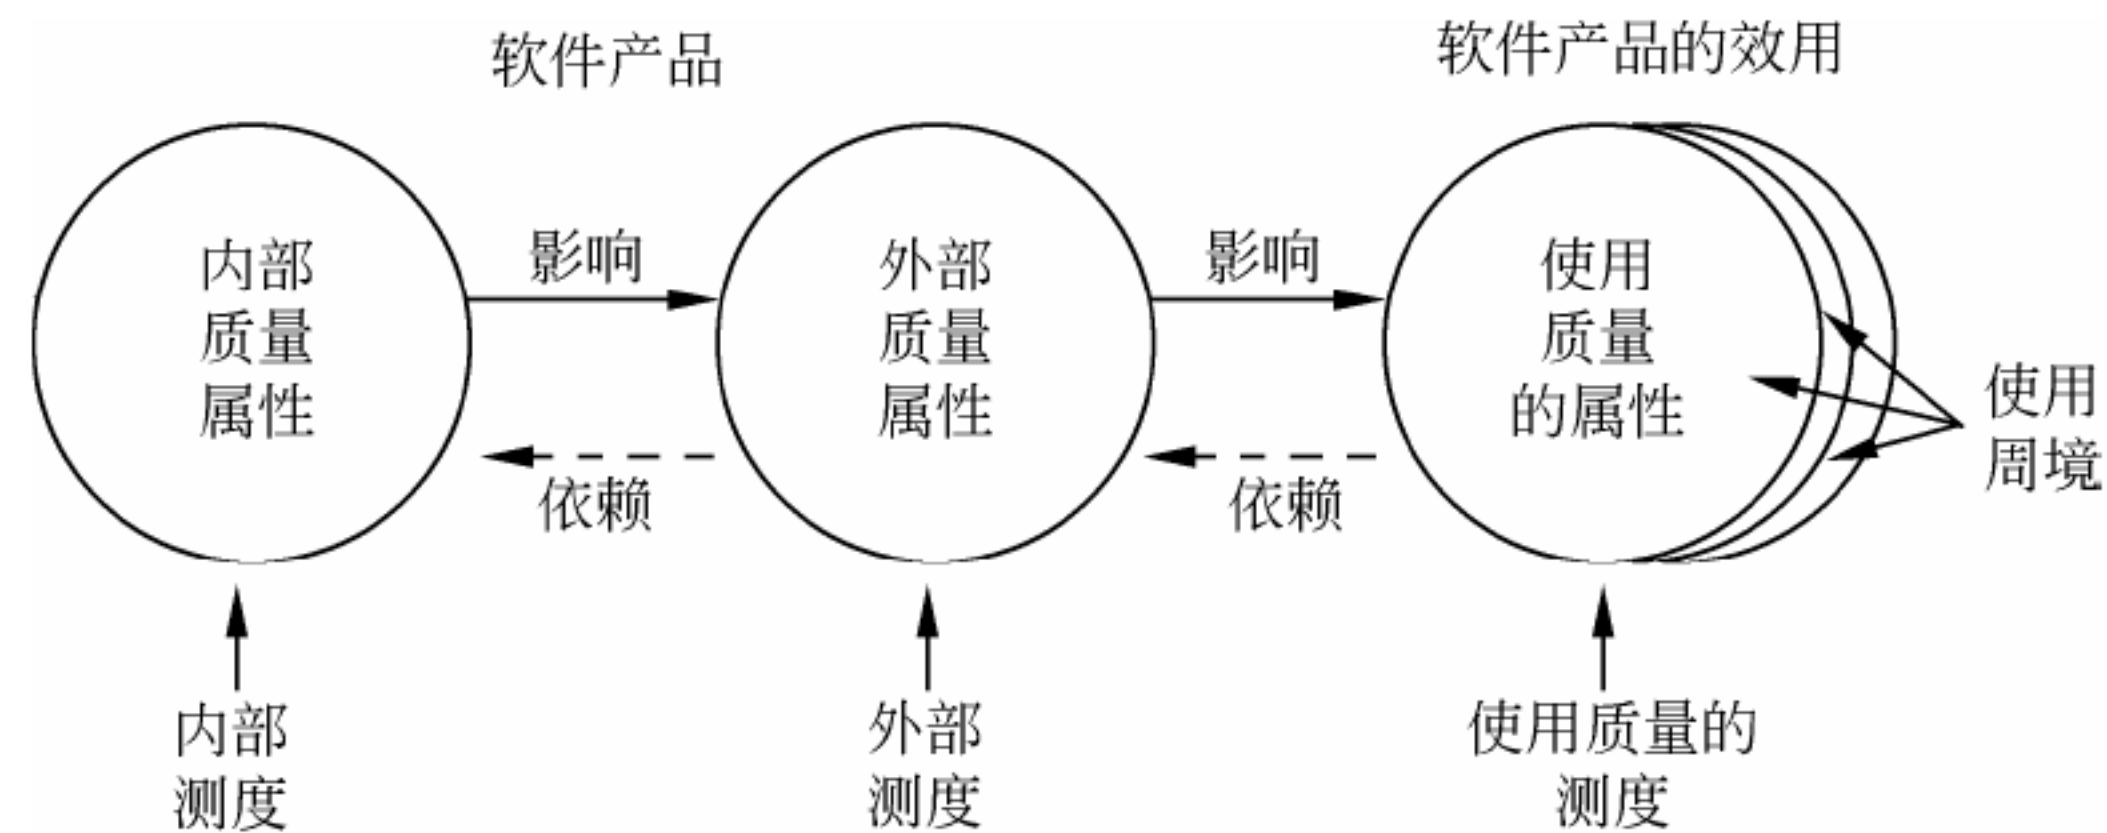 软件产品
软件产品的效用
内部
质量
属性
影响
依赖
外部
质量
属性
影响
依赖
使用
质量
的属性
使用
周境
内部
测度
外部
测度
使用质量的
测度